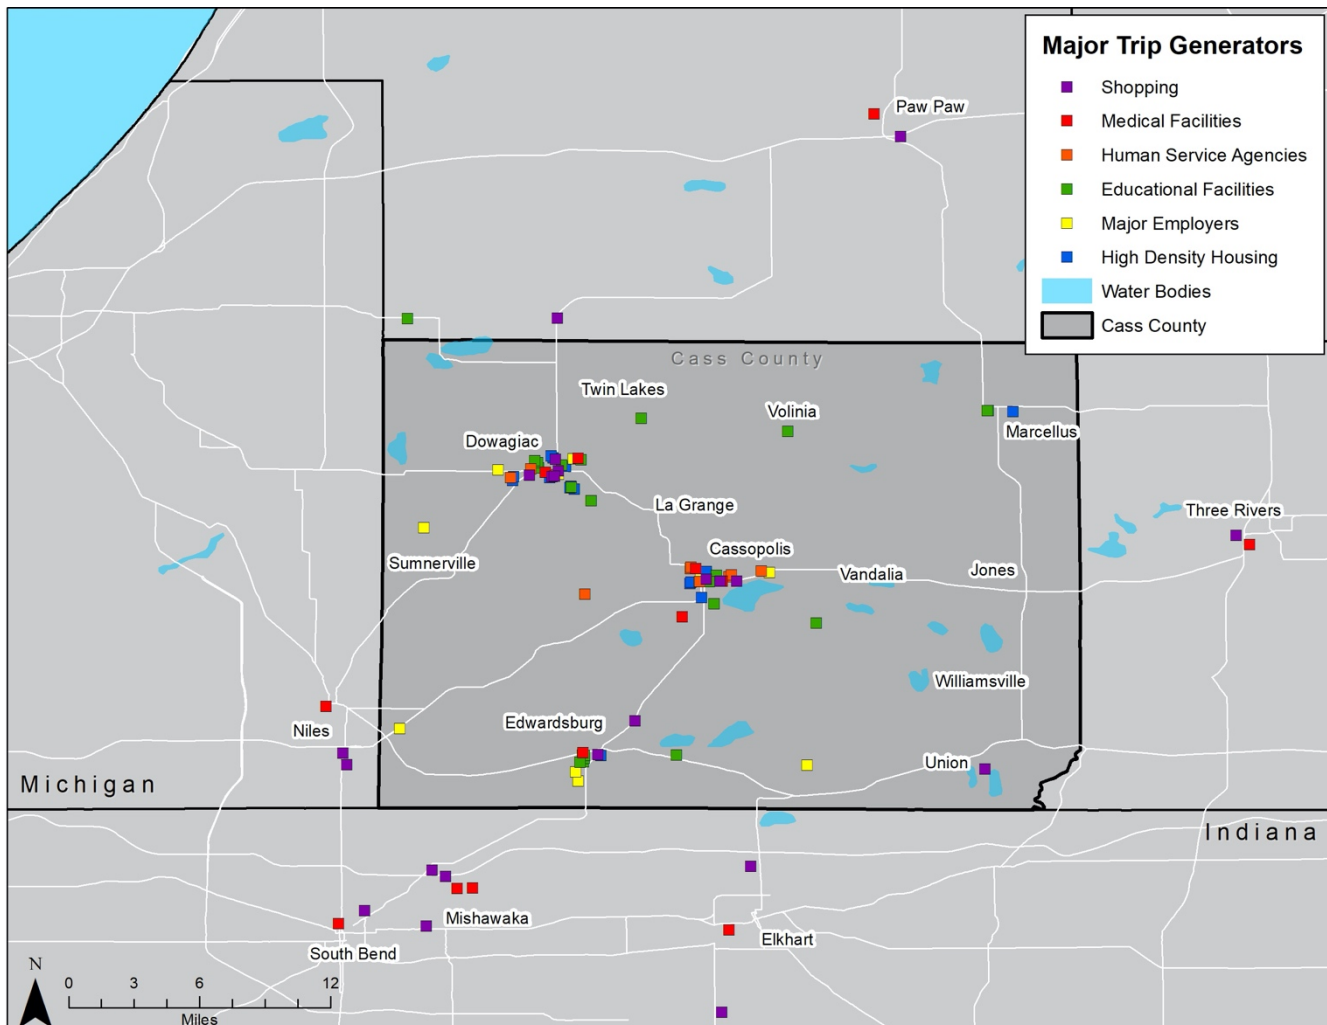 Major Trip Generators
Shopping
Medical Facilities
Human Service Agencies
Educational Facilities
Major Employers
High Density Housing
Water Bodies
Cass County
Paw Paw
Cass County
Twin Lakes
Volinia
Marcellus
Dowagiac
La Grange
Three Rivers
Cassopolis
Sumnerville
Vandalia
Jones
Williamsville
Niles
Edwardsburg
Union
Michigan
Indiana
Mishawaka
South Bend
Elkhart
N
0 3 6 12
Miles